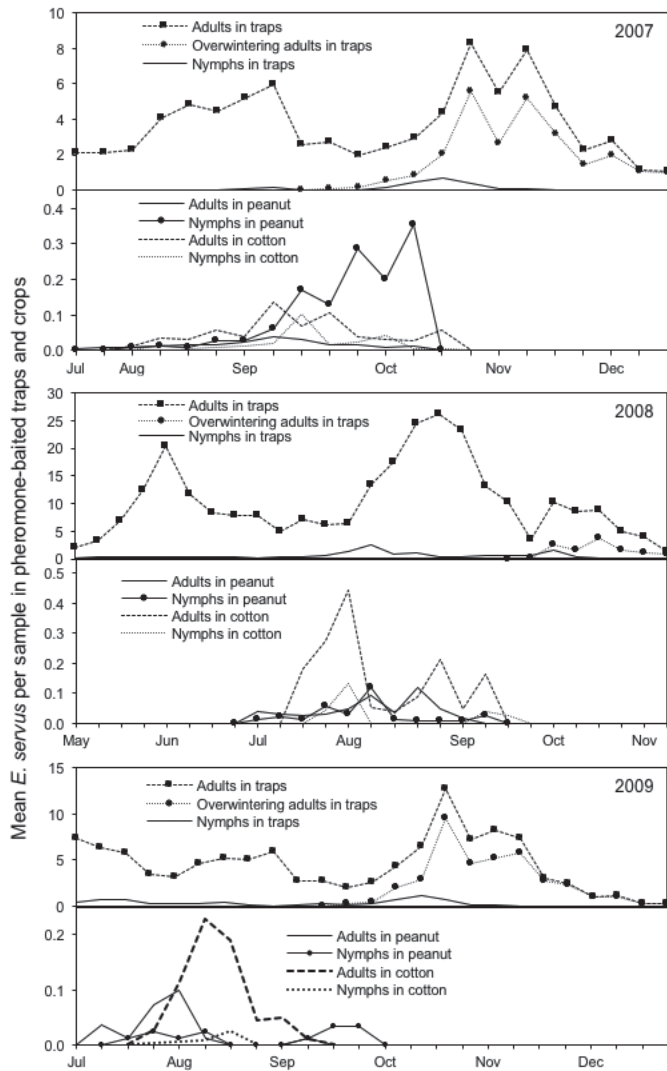 Mean E. servus per sample in pheromone-baited traps and crops
10
8
6
4
2
0
Adults in traps
Overwintering adults in traps
Nymphs in traps
2007
0.4
0.3
0.2
0.1
0.0
Adults in peanut
Nymphs in peanut
Adults in cotton
Nymphs in cotton
Jul Aug Sep Oct Nov Dec
30
25
20
15
10
5
0
Adults in traps
Overwintering adults in traps
Nymphs in traps
2008
0.5
0.4
0.3
0.2
0.1
0.0
Adults in peanut
Nymphs in peanut
Adults in cotton
Nymphs in cotton
May Jun Jul Aug Sep Oct Nov
15
10
5
0
Adults in traps
Overwintering adults in traps
Nymphs in traps
2009
0.2
0.1
0.0
Adults in peanut
Nymphs in peanut
Adults in cotton
Nymphs in cotton
Jul Aug Sep Oct Nov Dec